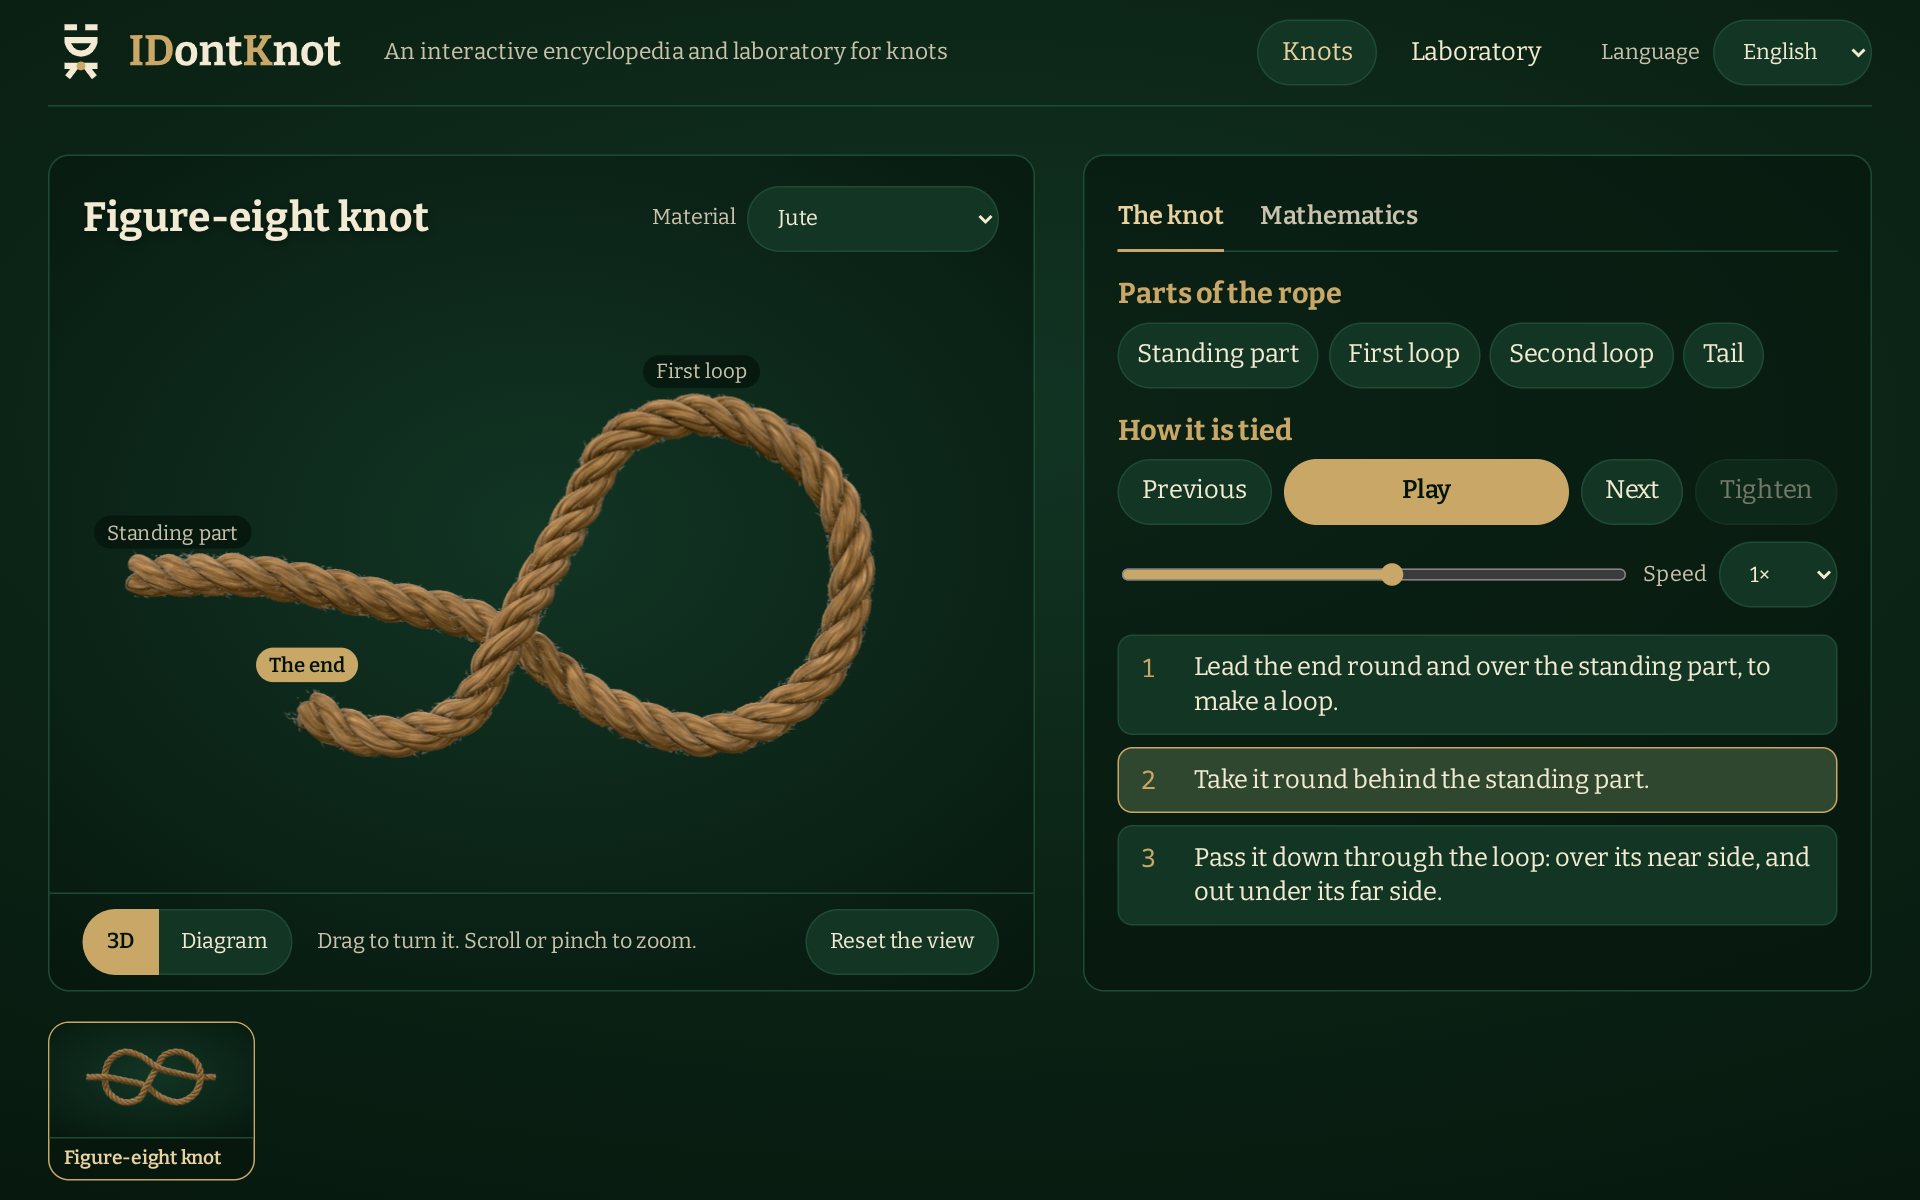 IDontKnot
An interactive encyclopedia and laboratory for knots
Knots
Laboratory
Language
English
Figure-eight knot
Material
Jute
First loop
Standing part
The end
3D
Diagram
Drag to turn it. Scroll or pinch to zoom.
Reset the view
The knot
Mathematics
Parts of the rope
Standing part
First loop
Second loop
Tail
How it is tied
Previous
Play
Next
Tighten
Speed
1×
1
Lead the end round and over the standing part, to
make a loop.
2
Take it round behind the standing part.
3
Pass it down through the loop: over its near side, and
out under its far side.
Figure-eight knot